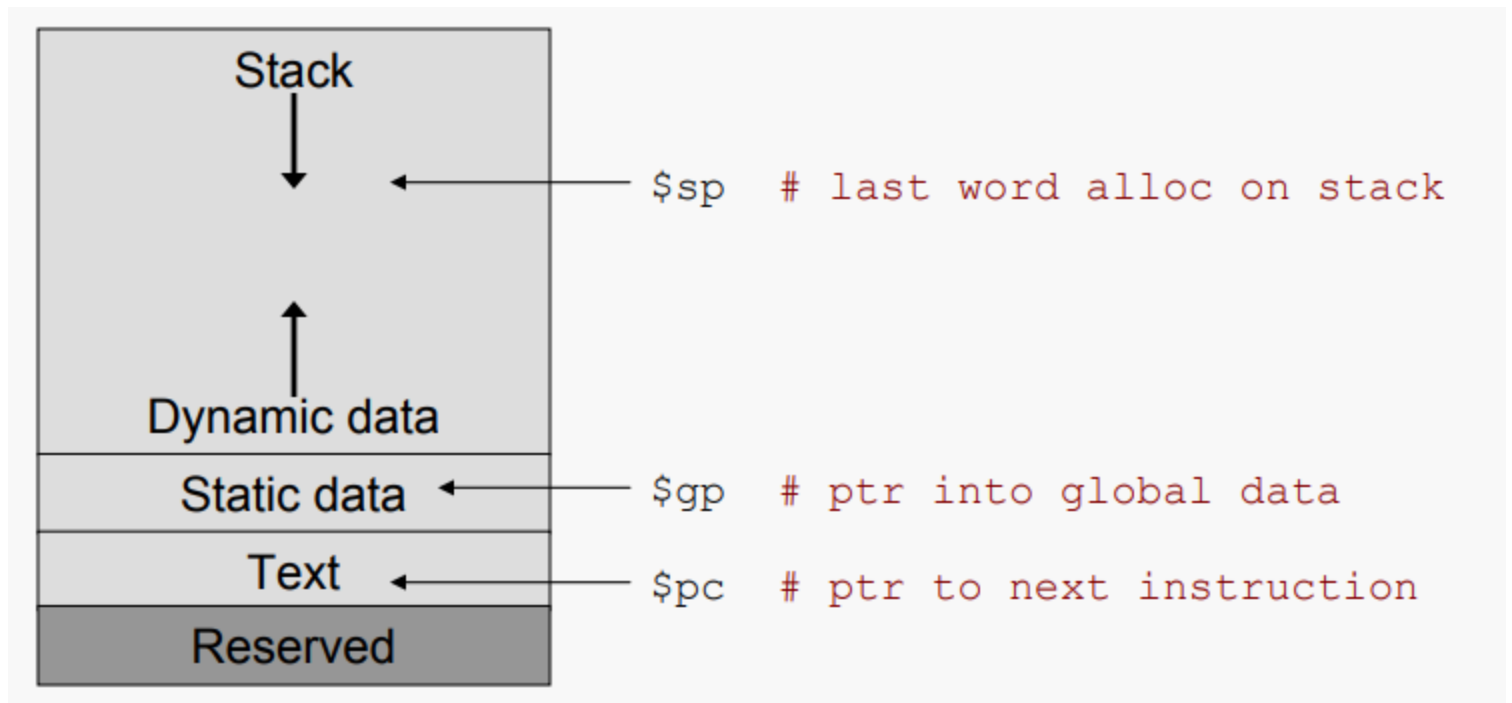 Stack
$sp # last word alloc on stack
Dynamic data
Static data
$gp # ptr into global data
Text
$pc # ptr to next instruction
Reserved